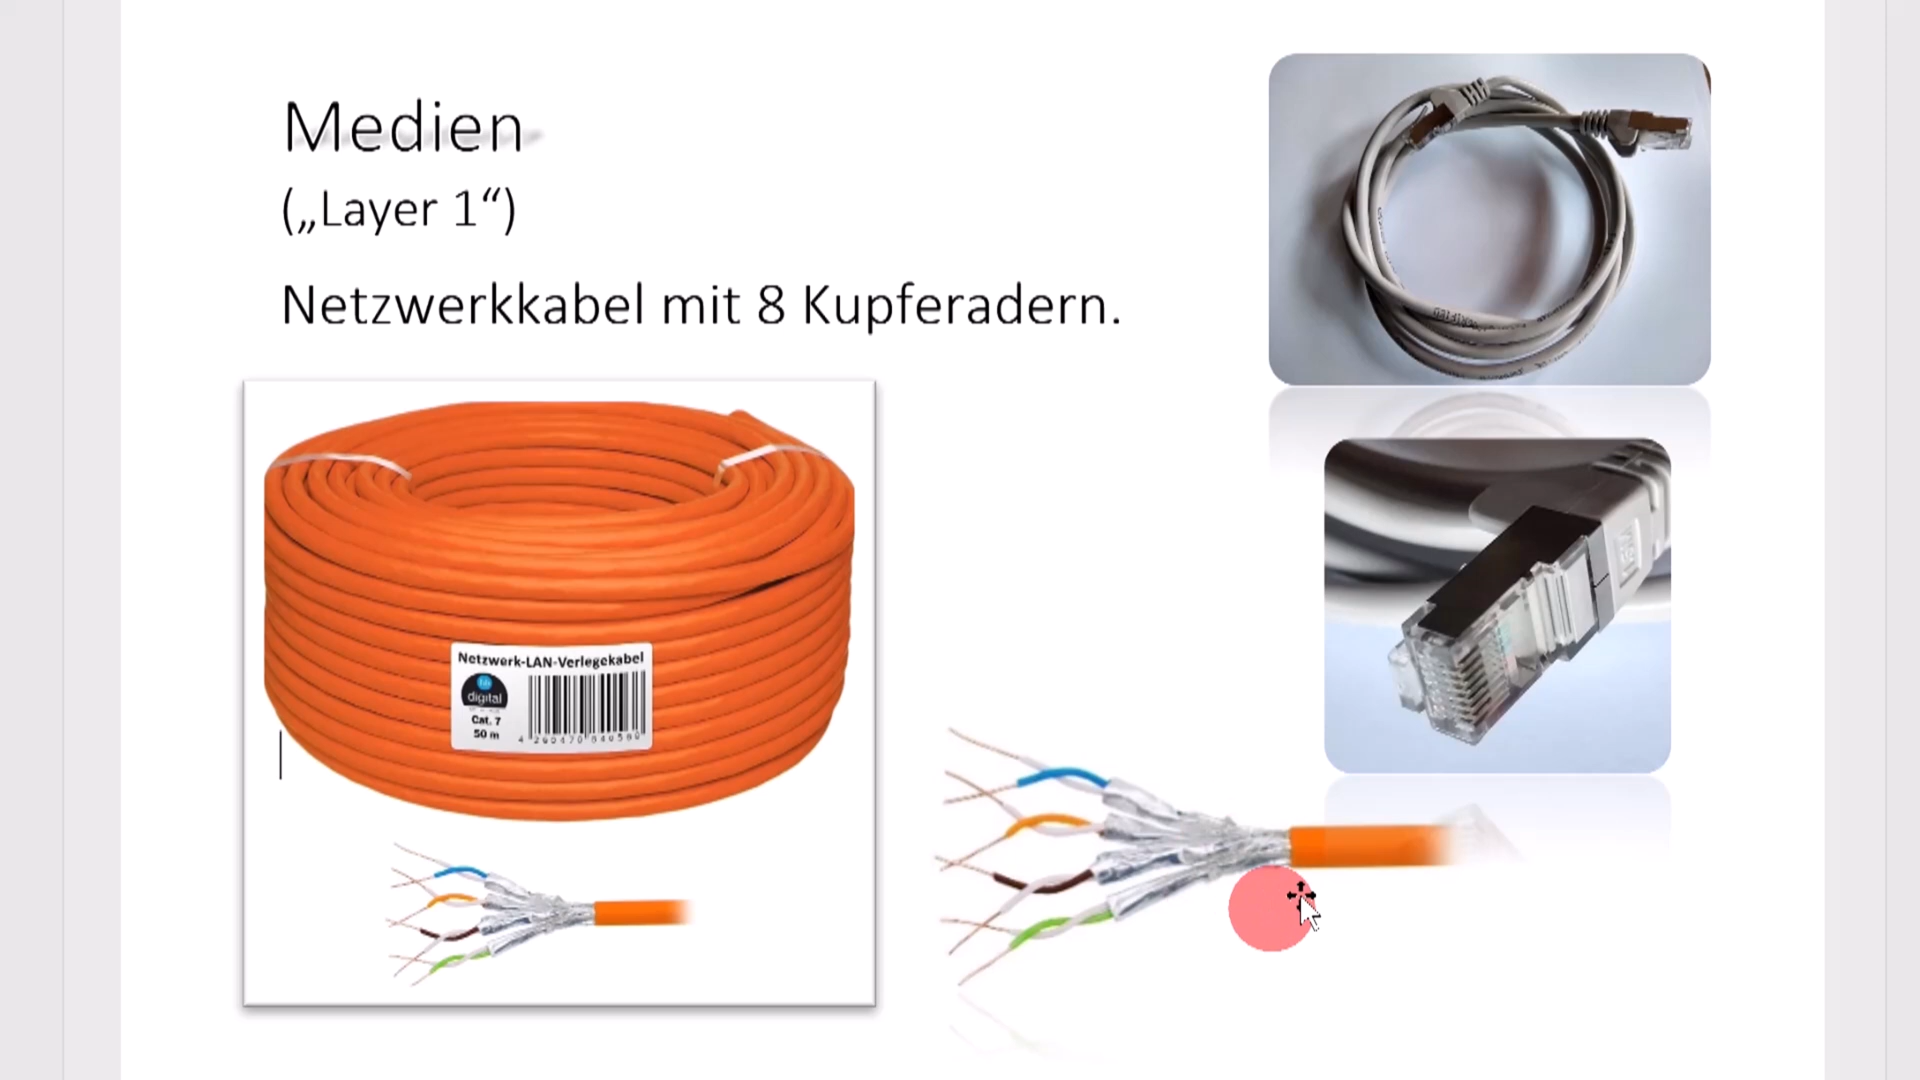 Medien
(„Layer 1“)
Netzwerkkabel mit 8 Kupferadern.
Netzwerk-LAN-Verlegekabel
digital
Cat. 7
50 m